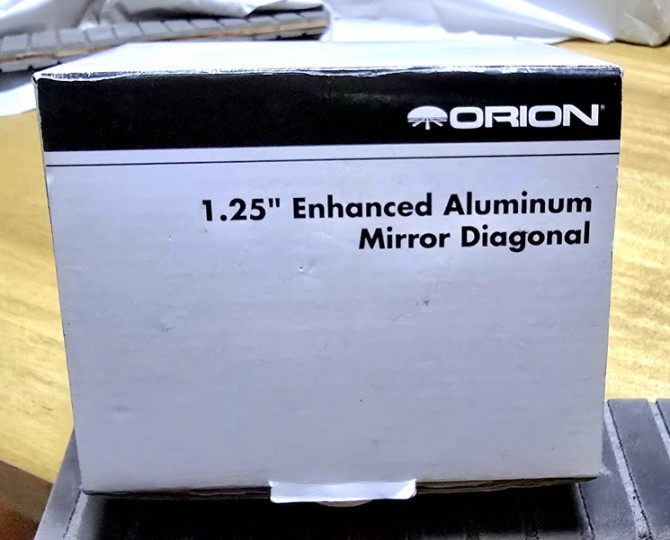 ORION
1.25" Enhanced Aluminum
Mirror Diagonal